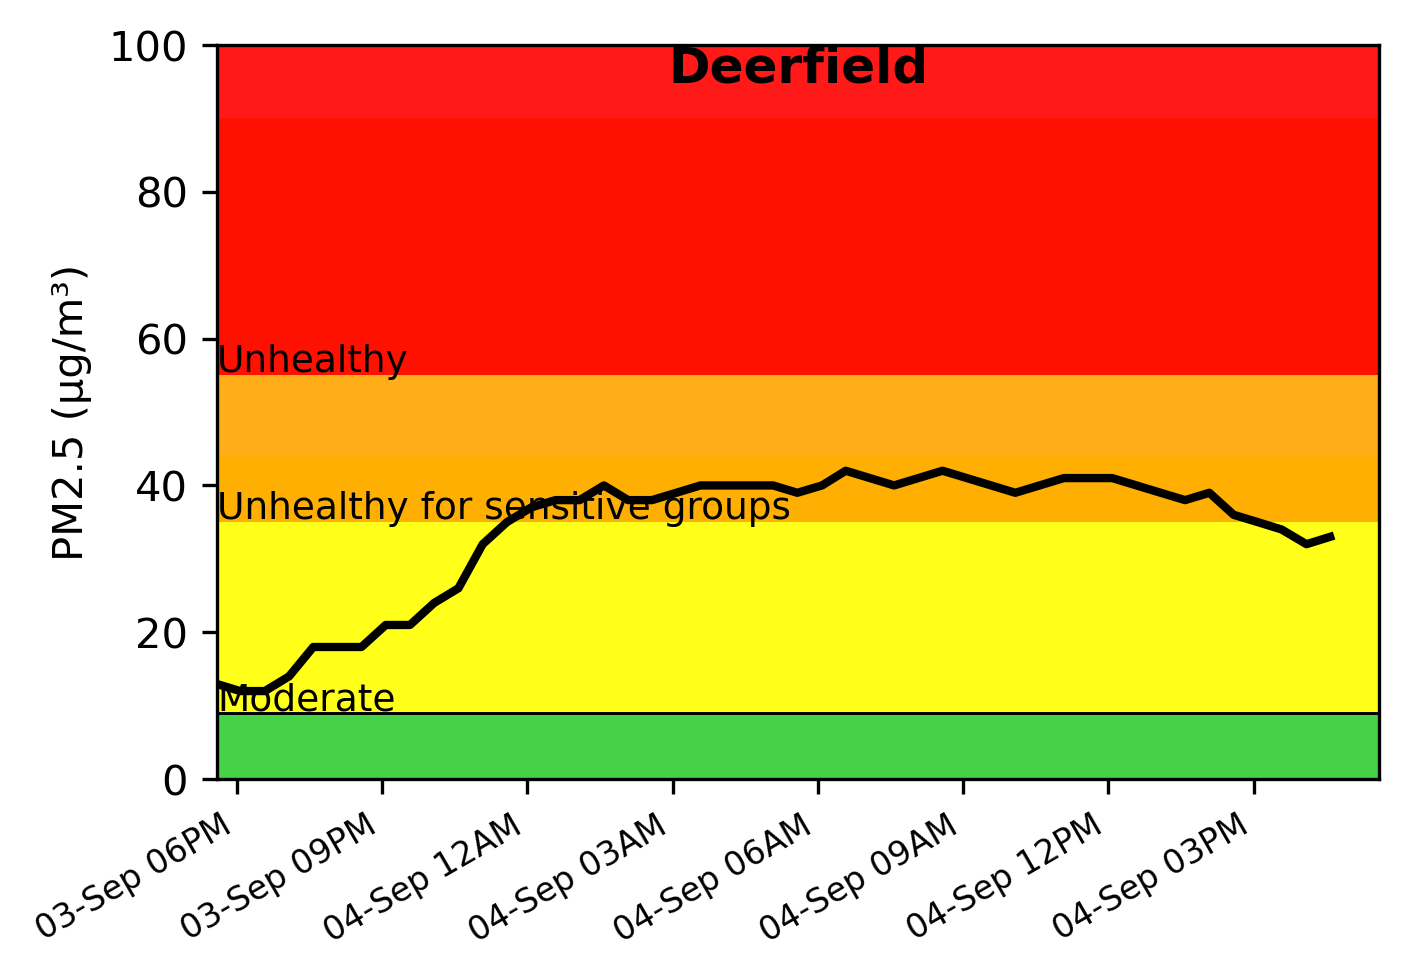 Deerfield
100
80
60
40
20
0
PM2.5 (µg/m³)
Unhealthy
Unhealthy for sensitive groups
Moderate
03-Sep 06PM
03-Sep 09PM
04-Sep 12AM
04-Sep 03AM
04-Sep 06AM
04-Sep 09AM
04-Sep 12PM
04-Sep 03PM